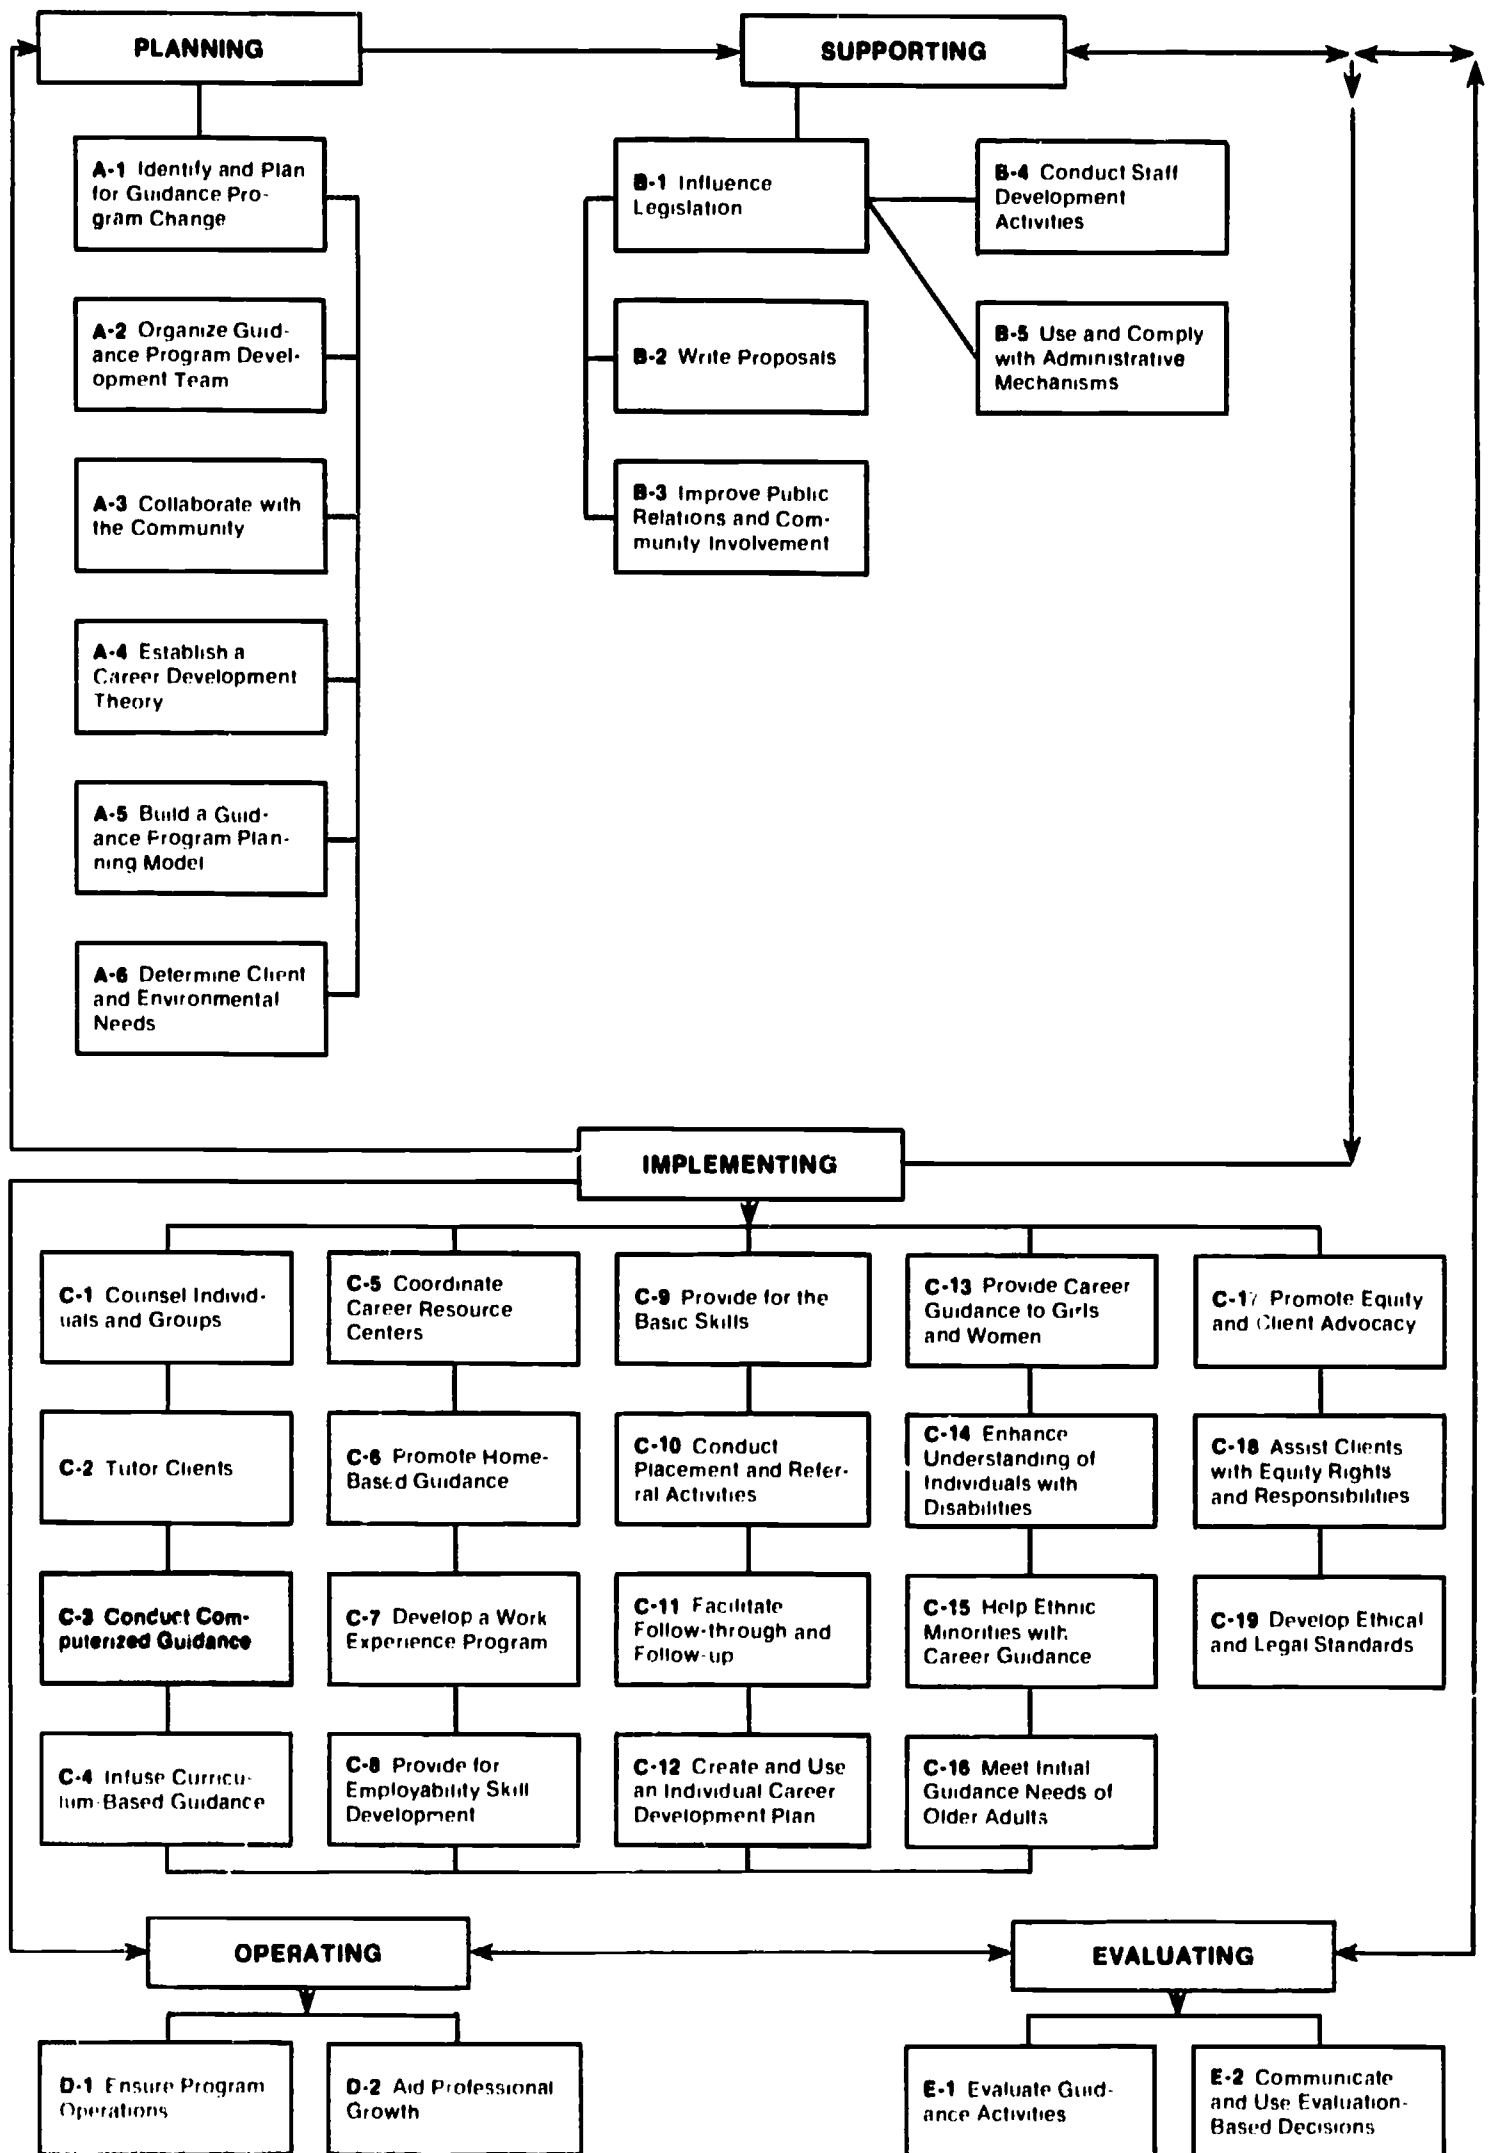 PLANNING
SUPPORTING
A-1 Identify and Plan
for Guidance Pro-
gram Change
A-2 Organize Guid-
ance Program Devel-
opment Team
A-3 Collaborate with
the Community
A-4 Establish a
Career Development
Theory
A-5 Build a Guid-
ance Program Plan-
ning Model
A-6 Determine Client
and Environmental
Needs
B-1 Influence
Legislation
B-2 Write Proposals
B-3 Improve Public
Relations and Com-
munity Involvement
B-4 Conduct Staff
Development
Activities
B-5 Use and Comply
with Administrative
Mechanisms
IMPLEMENTING
C-1 Counsel Individ-
uals and Groups
C-2 Tutor Clients
C-3 Conduct Com-
puterized Guidance
C-4 Infuse Curricu-
lum-Based Guidance
C-5 Coordinate
Career Resource
Centers
C-6 Promote Home-
Based Guidance
C-7 Develop a Work
Experience Program
C-8 Provide for
Employability Skill
Development
C-9 Provide for the
Basic Skills
C-10 Conduct
Placement and Refer-
ral Activities
C-11 Facilitate
Follow-through and
Follow-up
C-12 Create and Use
an Individual Career
Development Plan
C-13 Provide Career
Guidance to Girls
and Women
C-14 Enhance
Understanding of
Individuals with
Disabilities
C-15 Help Ethnic
Minorities with
Career Guidance
C-16 Meet Initial
Guidance Needs of
Older Adults
C-17 Promote Equity
and Client Advocacy
C-18 Assist Clients
with Equity Rights
and Responsibilities
C-19 Develop Ethical
and Legal Standards
OPERATING
D-1 Ensure Program
Operations
D-2 Aid Professional
Growth
EVALUATING
E-1 Evaluate Guid-
ance Activities
E-2 Communicate
and Use Evaluation-
Based Decisions